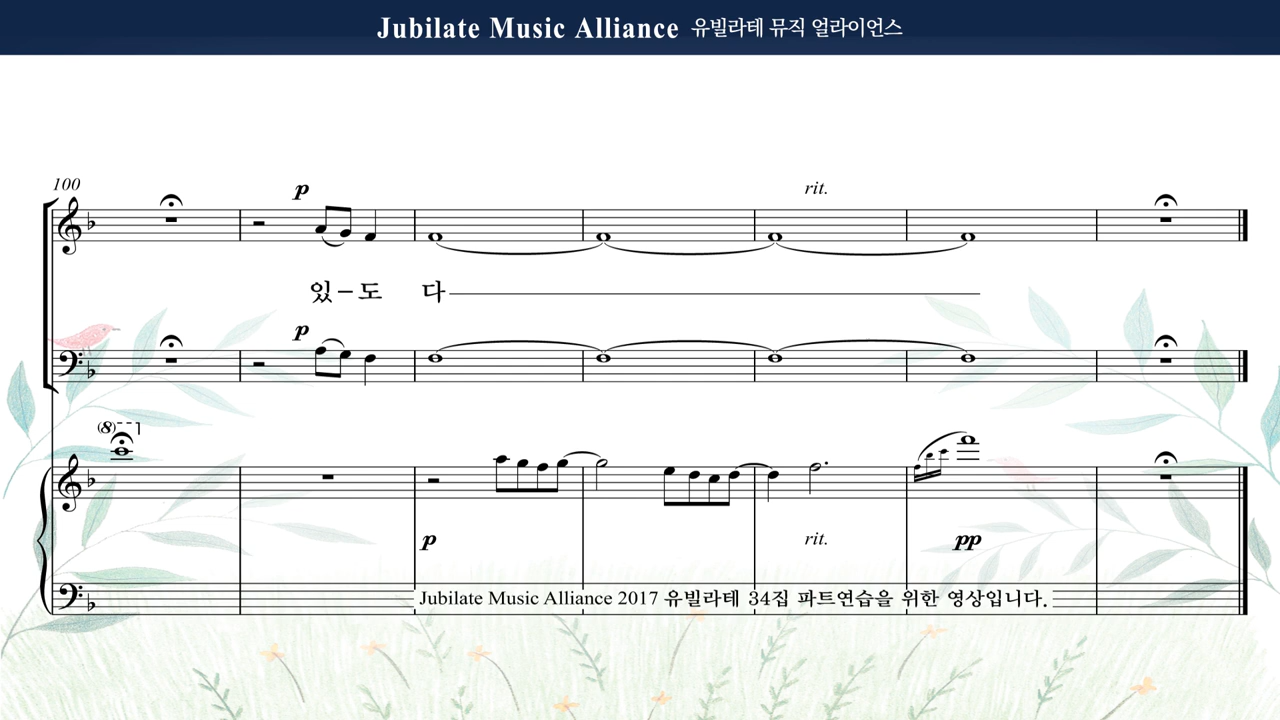 Jubilate Music Alliance 유빌라테 뮤직 얼라이언스
100
p
rit.
있-도 다
p
(8)
p
rit.
pp
Jubilate Music Alliance 2017 유빌라테 34집 파트연습을 위한 영상입니다.